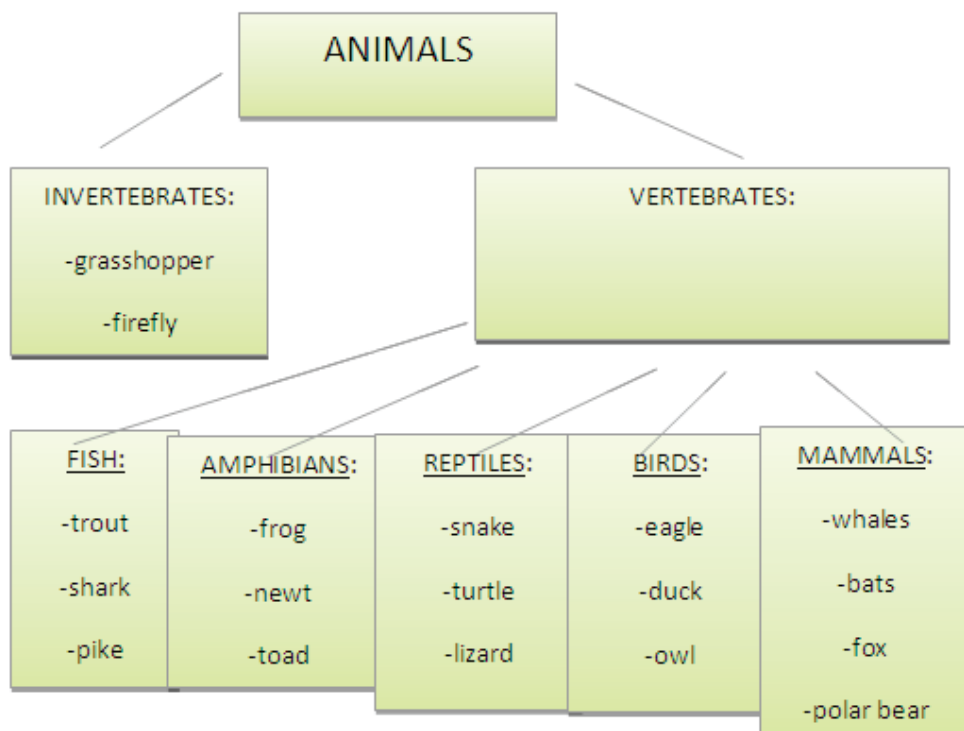 ANIMALS
INVERTEBRATES:
-grasshopper
-firefly
VERTEBRATES:
FISH:
-trout
-shark
-pike
AMPHIBIANS:
-frog
-newt
-toad
REPTILES:
-snake
-turtle
-lizard
BIRDS:
-eagle
-duck
-owl
MAMMALS:
-whales
-bats
-fox
-polar bear